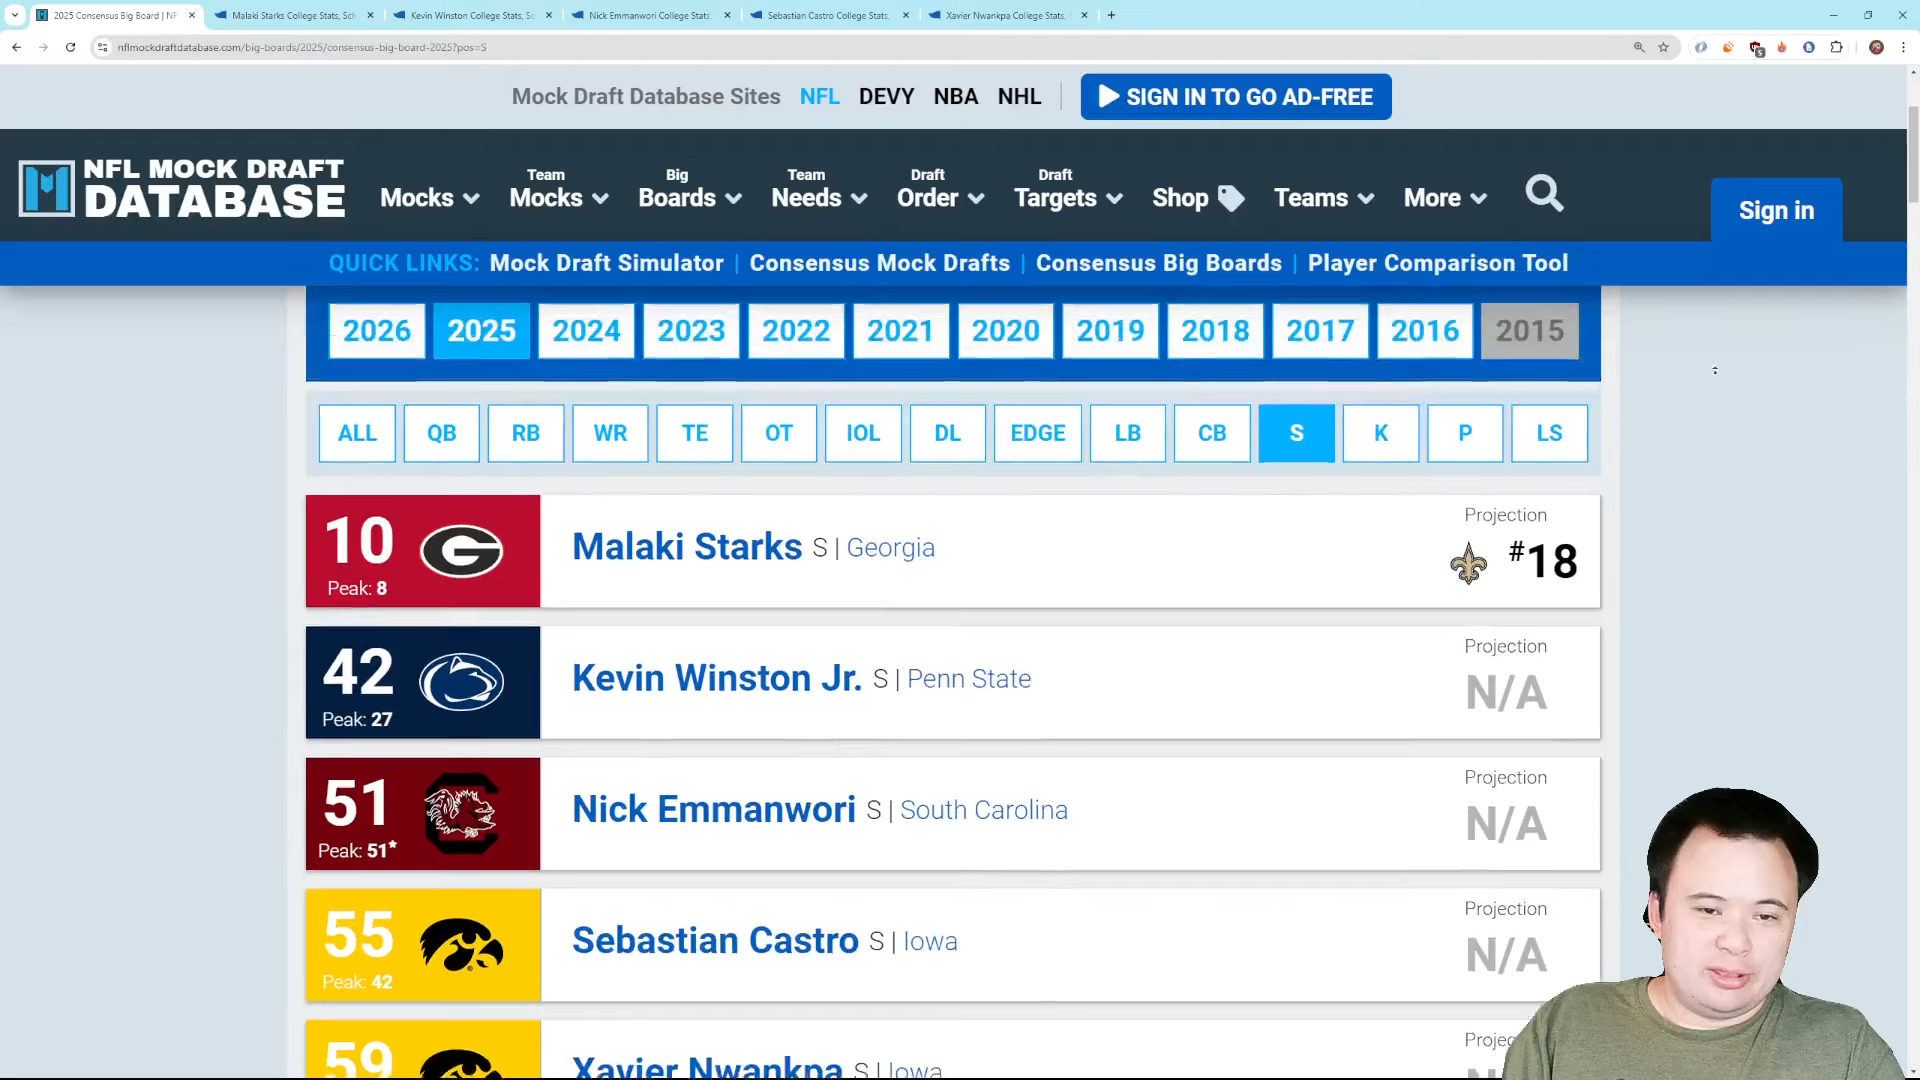 2025 Consensus Big Board | NF
Malaki Starks College Stats, Sch
Kevin Winston College Stats, Sc
Nick Emmanwori College Stats,
Sebastian Castro College Stats,
Xavier Nwankpa College Stats,
nflmockdraftdatabase.com/big-boards/2025/consensus-big-board-2025?pos=S
Mock Draft Database Sites NFL DEVY NBA NHL SIGN IN TO GO AD-FREE
NFL MOCK DRAFT DATABASE
Mocks
Team Mocks
Big Boards
Team Needs
Draft Order
Draft Targets
Shop
Teams
More
Sign in
QUICK LINKS: Mock Draft Simulator | Consensus Mock Drafts | Consensus Big Boards | Player Comparison Tool
2026 2025 2024 2023 2022 2021 2020 2019 2018 2017 2016 2015
ALL QB RB WR TE OT IOL DL EDGE LB CB S K P LS
10
Peak: 8
G
Malaki Starks S | Georgia
Projection
#18
42
Peak: 27
Kevin Winston Jr. S | Penn State
Projection
N/A
51
Peak: 51*
C
Nick Emmanwori S | South Carolina
Projection
N/A
55
Peak: 42
Sebastian Castro S | Iowa
Projection
N/A
59
Xavier Nwankpa S | Iowa